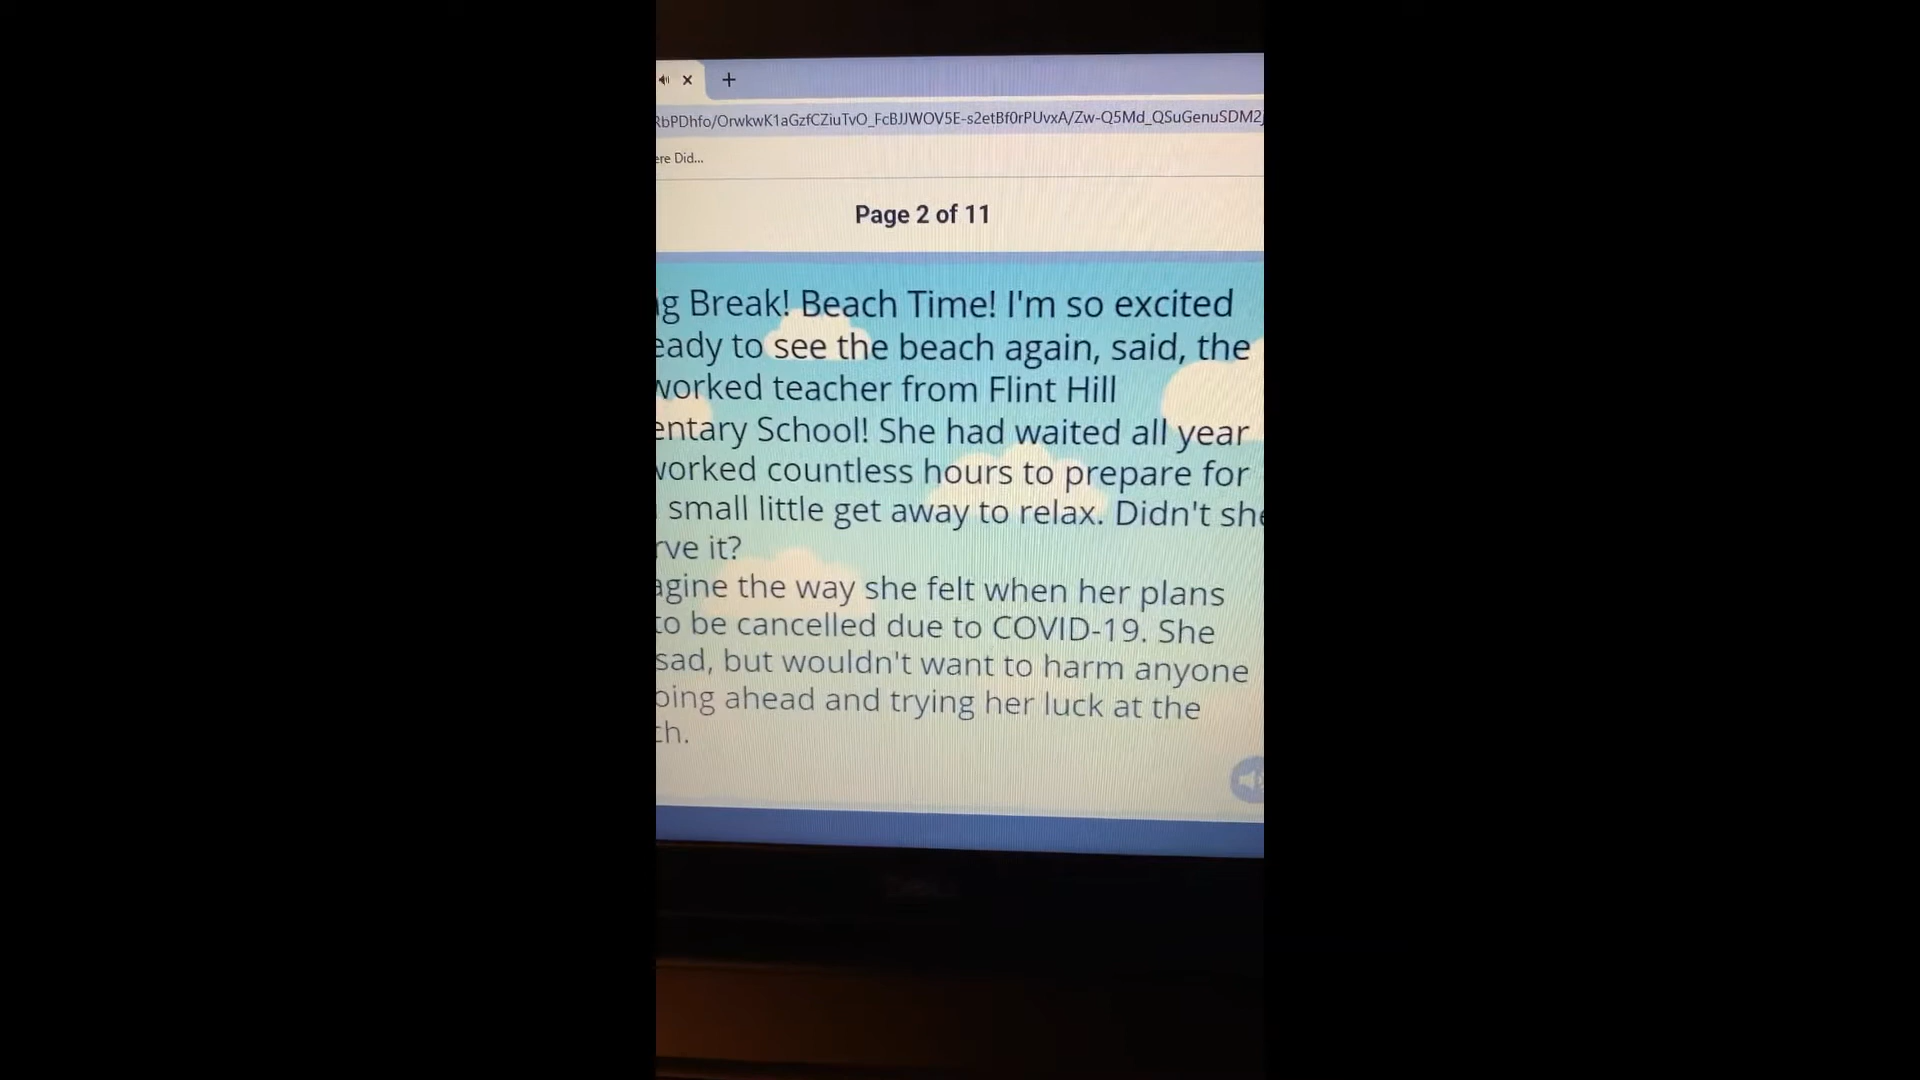 +
RbPDhfo/OrwkwK1aGzfCZiuTvO_FcBJJWOV5E-s2etBf0rPUvxA/Zw-Q5Md_QSuGenuSDM2J
ere Did...
Page 2 of 11
g Break! Beach Time! I'm so excited
eady to see the beach again, said, the
worked teacher from Flint Hill
entary School! She had waited all year
worked countless hours to prepare for
small little get away to relax. Didn't she
rve it?
agine the way she felt when her plans
to be cancelled due to COVID-19. She
sad, but wouldn't want to harm anyone
oing ahead and trying her luck at the
ch.
DELL